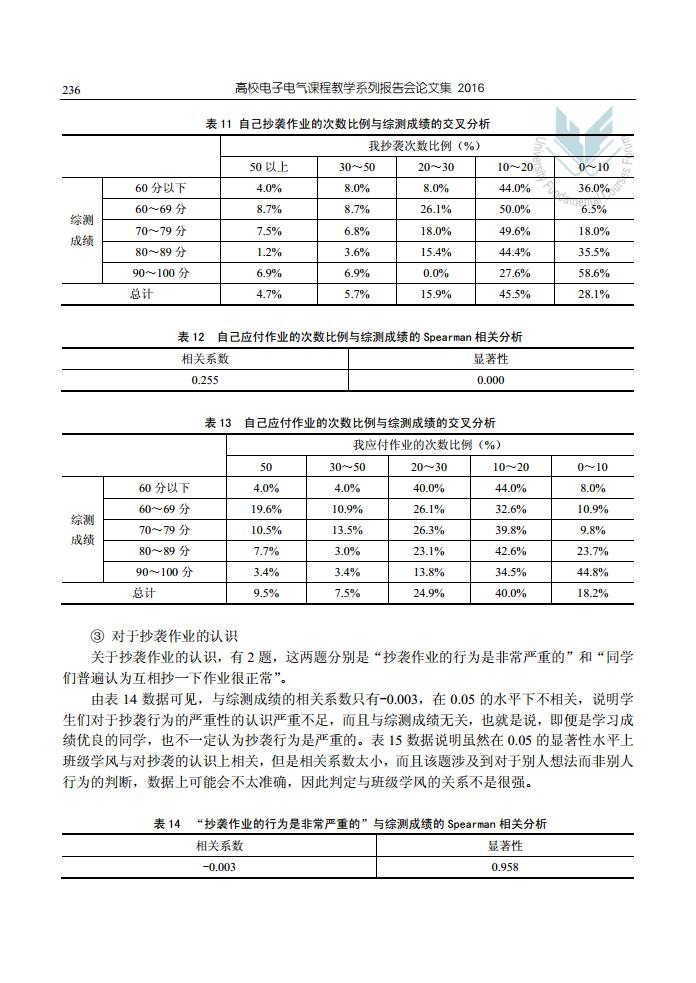 236 高校电子电气课程教学系列报告会论文集 2016
University Fundamental Courses Forum
表 11 自己抄袭作业的次数比例与综测成绩的交叉分析
我抄袭次数比例（%）
50 以上 30～50 20～30 10～20 0～10
综测成绩
60 分以下 4.0% 8.0% 8.0% 44.0% 36.0%
60～69 分 8.7% 8.7% 26.1% 50.0% 6.5%
70～79 分 7.5% 6.8% 18.0% 49.6% 18.0%
80～89 分 1.2% 3.6% 15.4% 44.4% 35.5%
90～100 分 6.9% 6.9% 0.0% 27.6% 58.6%
总计 4.7% 5.7% 15.9% 45.5% 28.1%
表 12 自己应付作业的次数比例与综测成绩的 Spearman 相关分析
相关系数 显著性
0.255 0.000
表 13 自己应付作业的次数比例与综测成绩的交叉分析
我应付作业的次数比例（%）
50 30～50 20～30 10～20 0～10
综测成绩
60 分以下 4.0% 4.0% 40.0% 44.0% 8.0%
60～69 分 19.6% 10.9% 26.1% 32.6% 10.9%
70～79 分 10.5% 13.5% 26.3% 39.8% 9.8%
80～89 分 7.7% 3.0% 23.1% 42.6% 23.7%
90～100 分 3.4% 3.4% 13.8% 34.5% 44.8%
总计 9.5% 7.5% 24.9% 40.0% 18.2%
③ 对于抄袭作业的认识
关于抄袭作业的认识，有 2 题，这两题分别是“抄袭作业的行为是非常严重的”和“同学
们普遍认为互相抄一下作业很正常”。
由表 14 数据可见，与综测成绩的相关系数只有-0.003，在 0.05 的水平下不相关，说明学
生们对于抄袭行为的严重性的认识严重不足，而且与综测成绩无关，也就是说，即便是学习成
绩优良的同学，也不一定认为抄袭行为是严重的。表 15 数据说明虽然在 0.05 的显著性水平上
班级学风与对抄袭的认识上相关，但是相关系数太小，而且该题涉及到对于别人想法而非别人
行为的判断，数据上可能会不太准确，因此判定与班级学风的关系不是很强。
表 14 “抄袭作业的行为是非常严重的”与综测成绩的 Spearman 相关分析
相关系数 显著性
-0.003 0.958